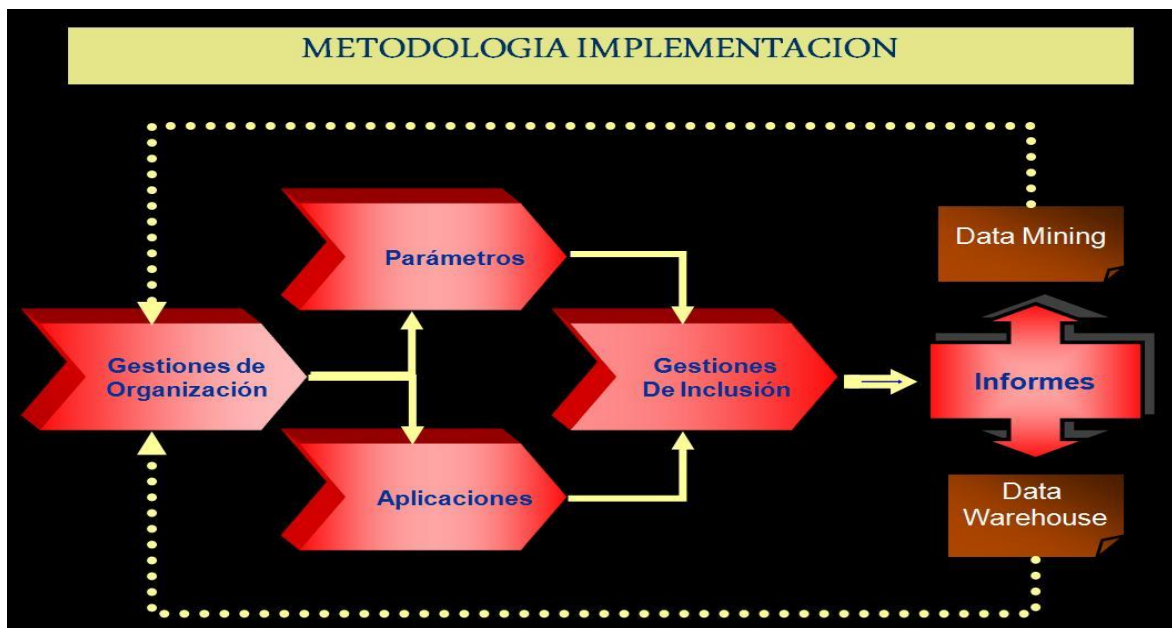 METODOLOGIA IMPLEMENTACION
Data Mining
Parámetros
Gestiones de
Organización
Gestiones
De Inclusión
Informes
Aplicaciones
Data
Warehouse